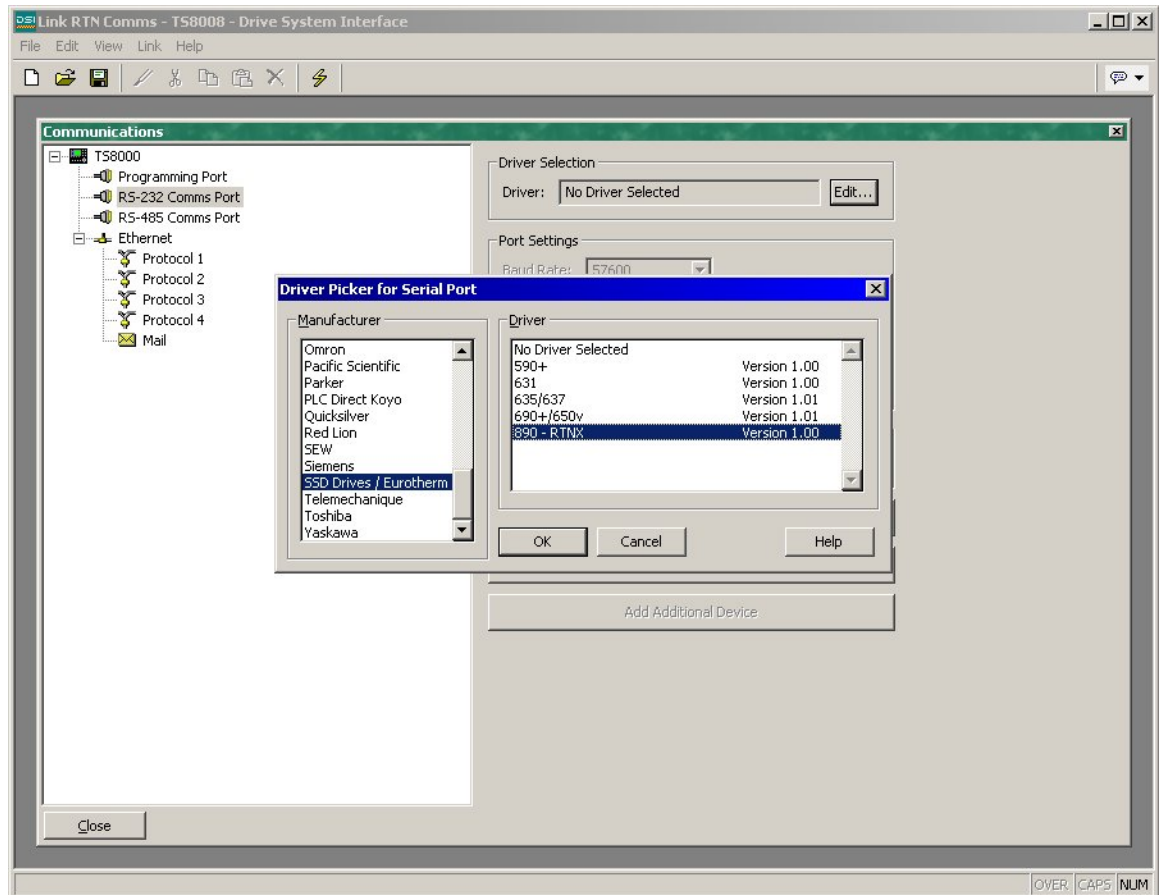 DSI Link RTN Comms - TS8008 - Drive System Interface
File Edit View Link Help
Communications
TS8000
Programming Port
RS-232 Comms Port
RS-485 Comms Port
Ethernet
Protocol 1
Protocol 2
Protocol 3
Protocol 4
Mail
Driver Selection
Driver: No Driver Selected Edit...
Port Settings
Baud Rate: 57600
Driver Picker for Serial Port
Manufacturer
Omron
Pacific Scientific
Parker
PLC Direct Koyo
Quicksilver
Red Lion
SEW
Siemens
SSD Drives / Eurotherm
Telemechanique
Toshiba
Yaskawa
Driver
No Driver Selected
590+ Version 1.00
631 Version 1.00
635/637 Version 1.01
690+/650v Version 1.01
890 - RTNX Version 1.00
OK Cancel Help
Add Additional Device
Close
OVER CAPS NUM